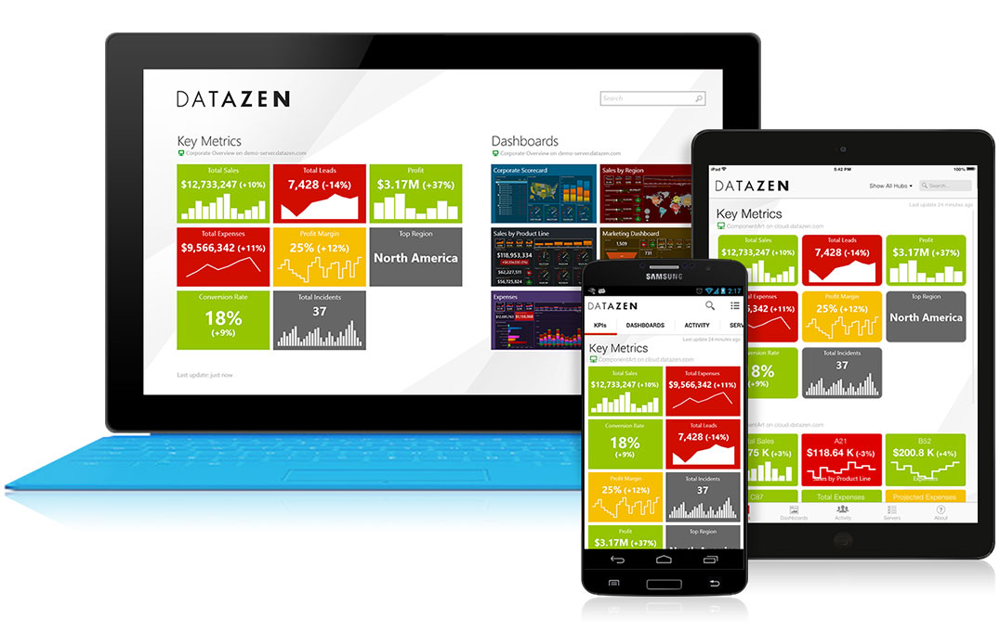 DATAZEN
Search
Key Metrics
Corporate Overview on demo-server.datazen.com
Total Sales
$12,733,247 (+10%)
Total Leads
7,428 (-14%)
Profit
$3.17M (+37%)
Total Expenses
$9,566,342 (+11%)
Profit Margin
25% (+12%)
Top Region
North America
Conversion Rate
18%
(+9%)
Total Incidents
37
Last update: just now
Dashboards
Corporate Overview on demo-server.datazen.com
Corporate Scorecard
Sales by Region
Sales by Product Line
$118,953,334
$62,227,511
$56,725,824
Marketing Dashboard
1,509
731
Expenses
SAMSUNG
2:17
DATAZEN
KPIs
DASHBOARDS
ACTIVITY
SERV
Last update 24 minutes ago
Key Metrics
ComponentArt on cloud.datazen.com
Total Sales
$12,733,247 (+10%)
Total Expenses
$9,566,342 (+11%)
Conversion Rate
18%
(+9%)
Total Leads
7,428 (-14%)
Profit Margin
25% (+12%)
Total Incidents
37
Profit
$3.17M (+37%)
Top Region
iPad
5:42 PM
100%
DATAZEN
Show All Hubs
Search...
Last update 24 minutes ago
Key Metrics
ComponentArt on cloud.datazen.com
Total Sales
$12,733,247 (+10%)
Total Leads
7,428 (-14%)
Profit
$3.17M (+37%)
Expenses
,342 (+11%)
Profit Margin
25% (+12%)
Top Region
North America
version Rate
8%
(+9%)
Total Incidents
37
mponentArt on cloud.datazen.com
tal Sales
75 K (+3%)
A21
$118.64 K (-3%)
Sales by Product Line
B52
$200.8 K (+4%)
Expenses
C87
Total Expenses
Projected Expenses
Dashboards
Activity
Servers
About